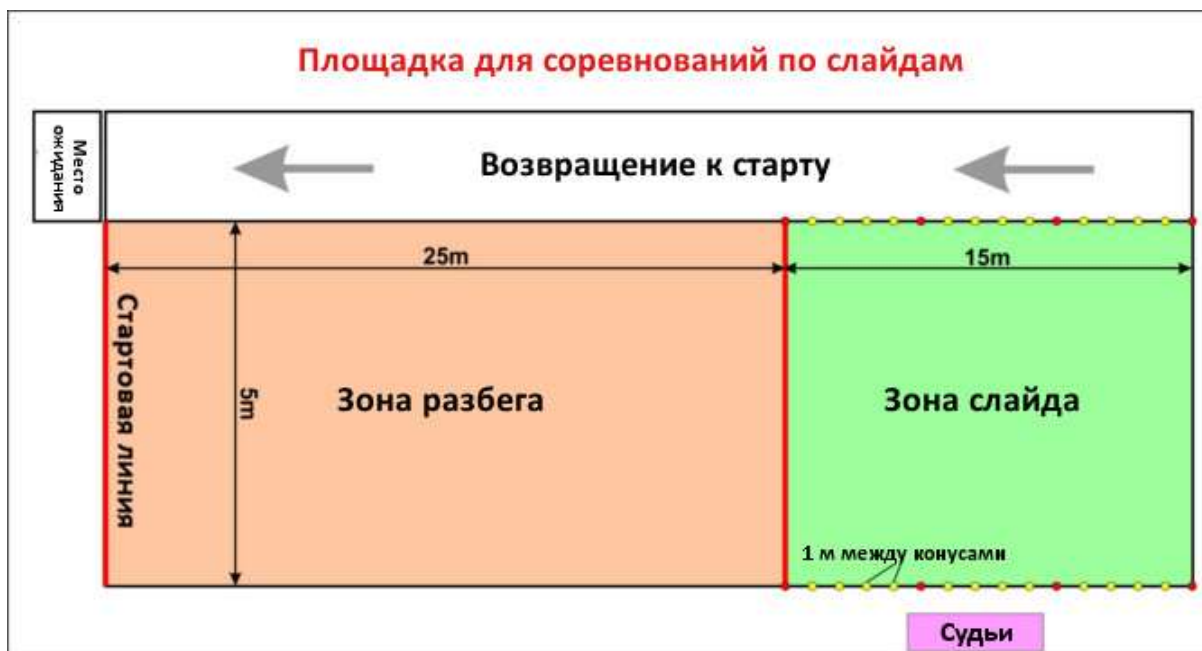 Площадка для соревнований по слайдам
Место
ожидания
Возвращение к старту
25m
15m
Стартовая линия
5m
Зона разбега
Зона слайда
1 м между конусами
Судьи